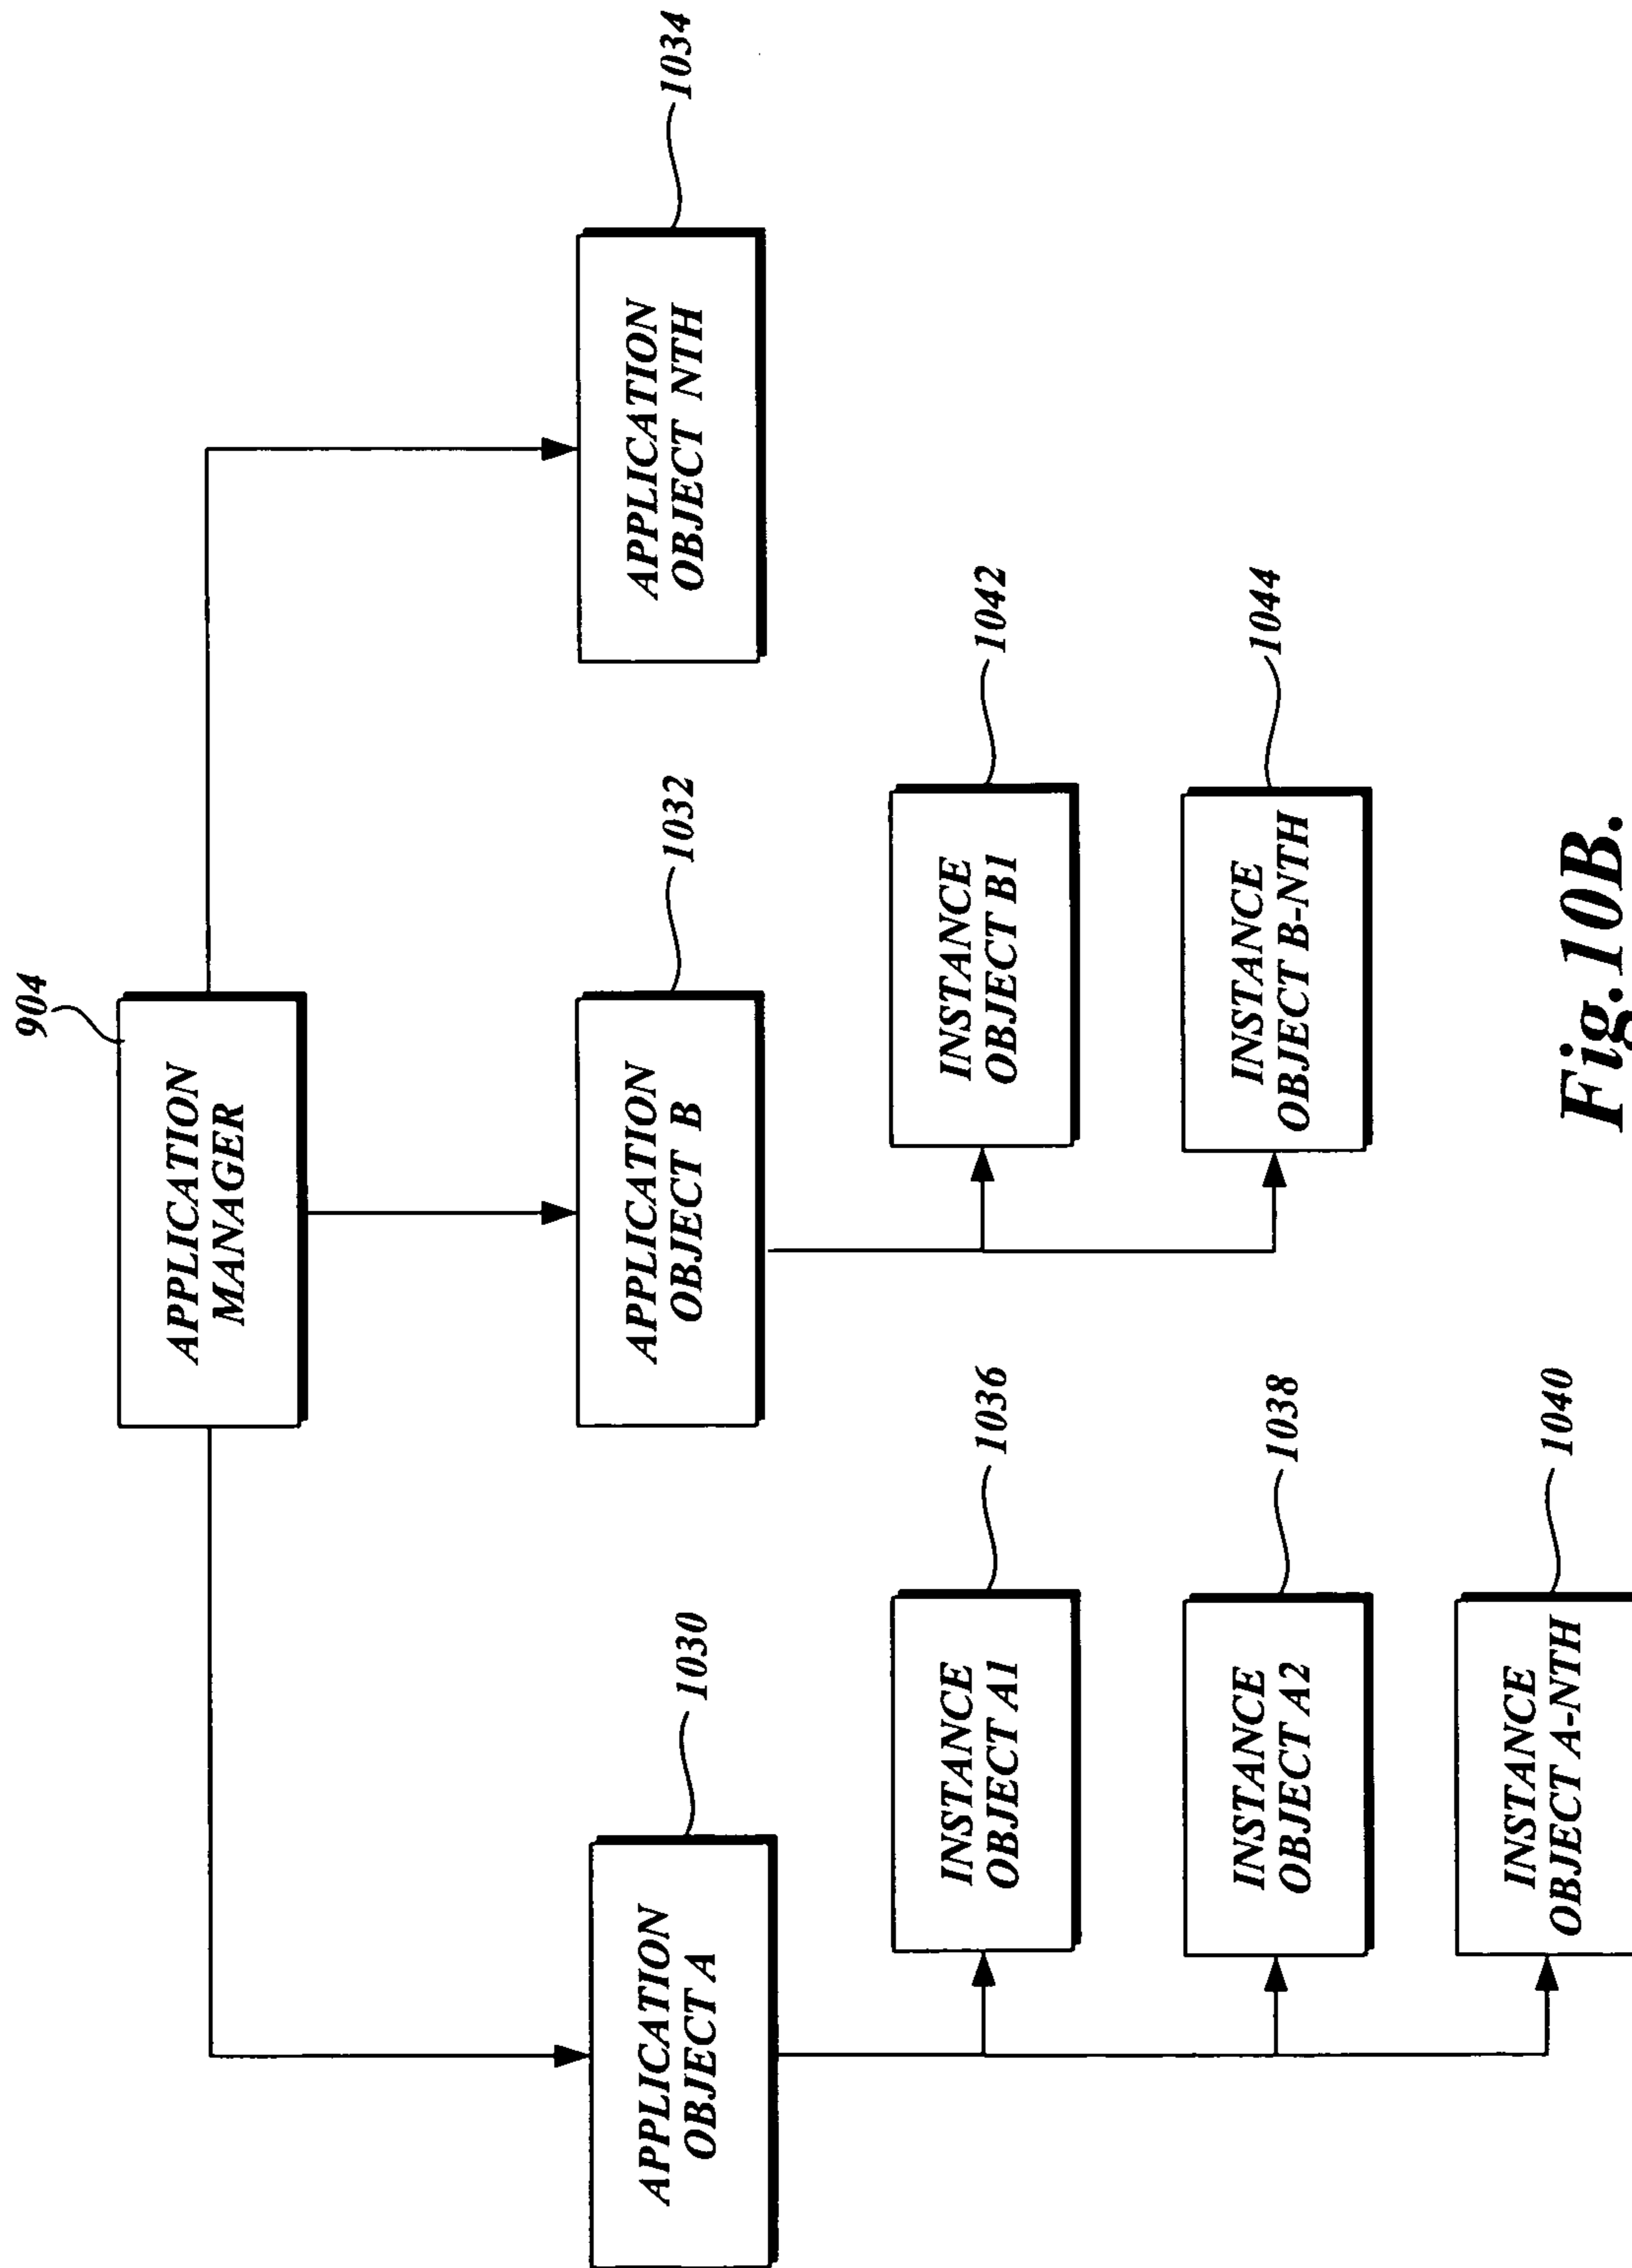 904
APPLICATION
MANAGER
1030
APPLICATION
OBJECT A
1032
APPLICATION
OBJECT B
1034
APPLICATION
OBJECT NTH
1036
INSTANCE
OBJECT A1
1038
INSTANCE
OBJECT A2
1040
INSTANCE
OBJECT A-NTH
1042
INSTANCE
OBJECT B1
1044
INSTANCE
OBJECT B-NTH
Fig. 10B.